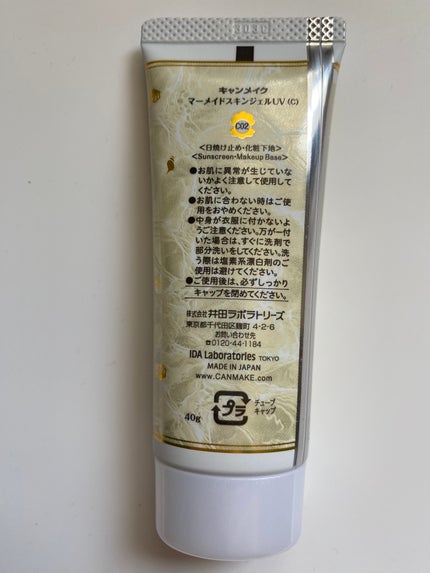 キャンメイク
マーメイドスキンジェルUV(C)
C02
<日焼け止め・化粧下地>
<Sunscreen・Makeup Base>
●お肌に異常が生じていな
いかよく注意して使用して
ください。
●お肌に合わない時はご使
用をおやめください。
●中身が衣服に付かないよ
うご注意ください。万が一付
いた場合は、すぐに洗剤で
部分洗いをしてください。洗
う際は塩素系漂白剤のご
使用は避けてください。
●ご使用後は、必ずしっかり
キャップを閉めてください。
株式会社 井田ラボラトリーズ
東京都千代田区麹町 4-2-6
お問い合わせ先
☎0120-44-1184
IDA Laboratories TOKYO
MADE IN JAPAN
www.CANMAKE.com
プラ
チューブ
キャップ
40g